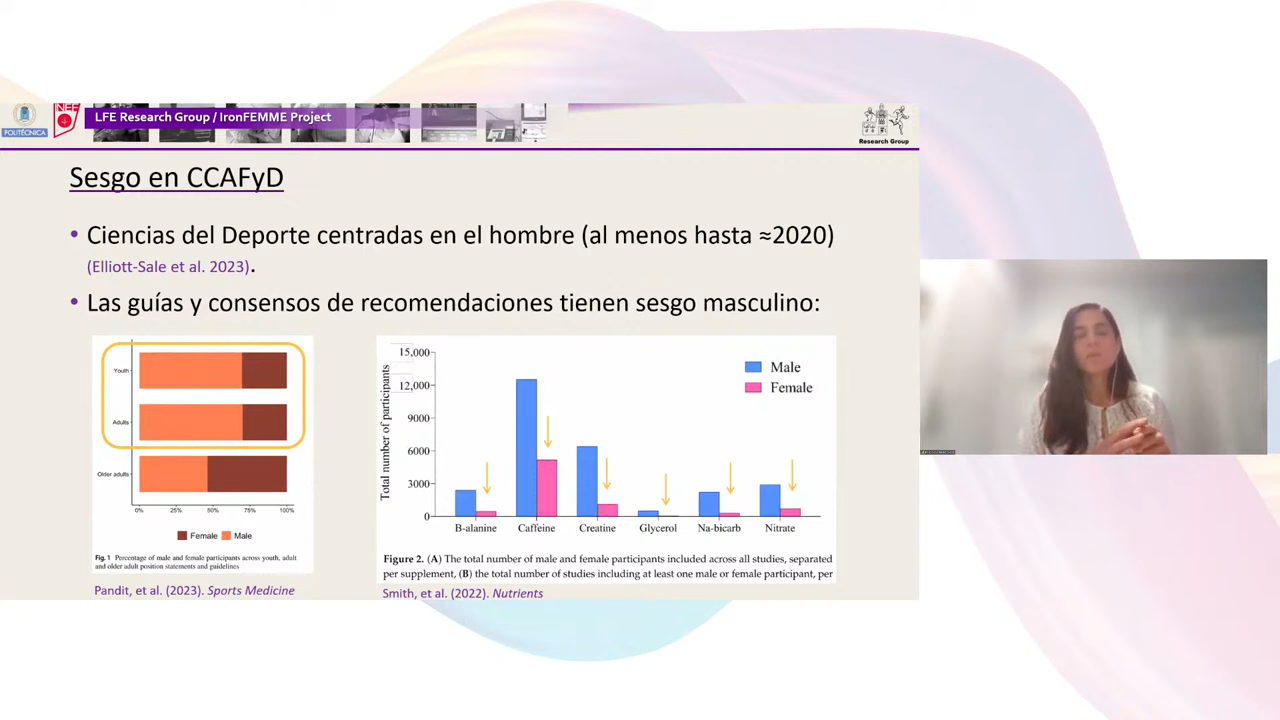 POLITÉCNICA
INEF
LFE Research Group / IronFEMME Project
Research Group
Sesgo en CCAFyD
• Ciencias del Deporte centradas en el hombre (al menos hasta ≈2020)
(Elliott-Sale et al. 2023).
• Las guías y consensos de recomendaciones tienen sesgo masculino:
Youth
Adults
Older adults
0% 25% 50% 75% 100%
Female Male
Fig. 1 Percentage of male and female participants across youth, adult
and older adult position statements and guidelines
Pandit, et al. (2023). Sports Medicine
Total number of participants
15,000
12,000
9000
6000
3000
0
Male
Female
B-alanine Caffeine Creatine Glycerol Na-bicarb Nitrate
Figure 2. (A) The total number of male and female participants included across all studies, separated
per supplement, (B) the total number of studies including at least one male or female participant, per
Smith, et al. (2022). Nutrients